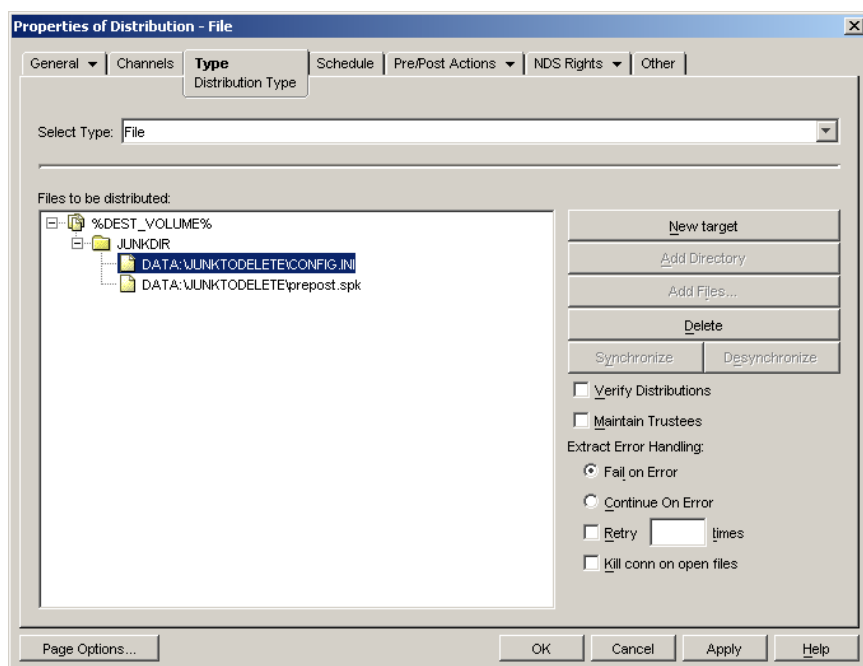 Properties of Distribution - File
General Channels Type Schedule Pre/Post Actions NDS Rights Other
Distribution Type
Select Type: File
Files to be distributed:
%DEST_VOLUME%
JUNKDIR
DATA:\JUNKTODELETE\CONFIG.INI
DATA:\JUNKTODELETE\prepost.spk
New target
Add Directory
Add Files...
Delete
Synchronize Desynchronize
Verify Distributions
Maintain Trustees
Extract Error Handling:
Fail on Error
Continue On Error
Retry times
Kill conn on open files
Page Options... OK Cancel Apply Help